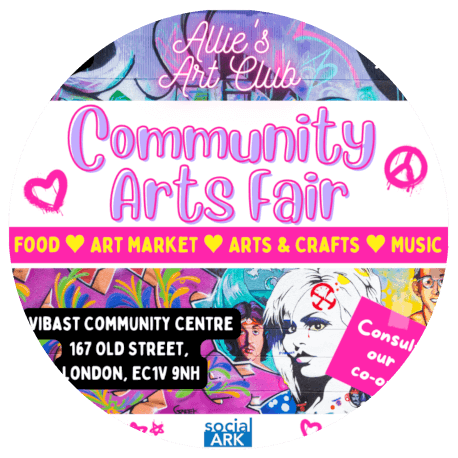 Allie's
Art Club
Community
Arts Fair
FOOD ♥ ART MARKET ♥ ARTS & CRAFTS ♥ MUSIC
VIBAST COMMUNITY CENTRE
167 OLD STREET,
LONDON, EC1V 9NH
Consul
our
co-o
social
ARK